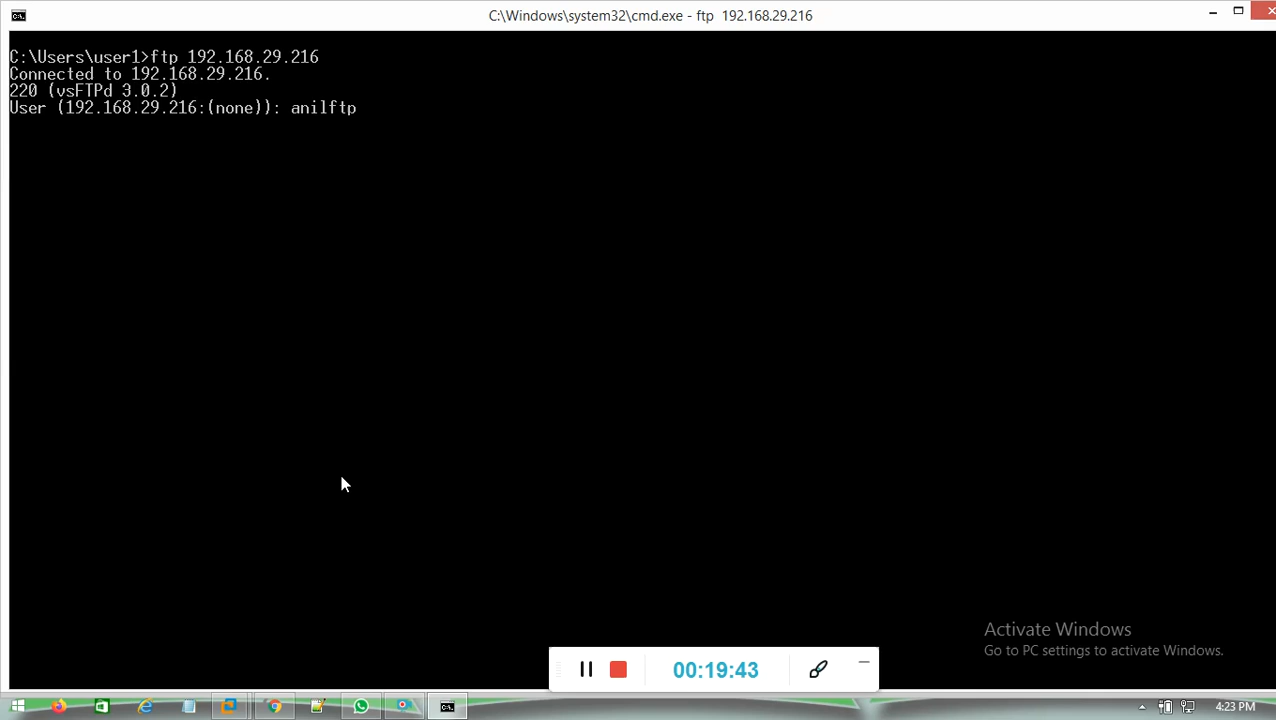 C:\Windows\system32\cmd.exe - ftp  192.168.29.216
C:\Users\user1>ftp 192.168.29.216
Connected to 192.168.29.216.
220 (vsFTPd 3.0.2)
User (192.168.29.216:(none)): anilftp
Activate Windows
Go to PC settings to activate Windows.
00:19:43
4:23 PM